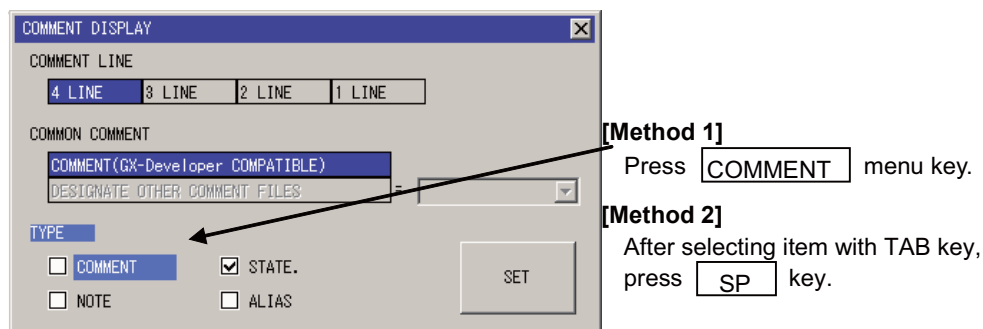 COMMENT DISPLAY
COMMENT LINE
4 LINE 3 LINE 2 LINE 1 LINE
COMMON COMMENT
COMMENT(GX-Developer COMPATIBLE)
DESIGNATE OTHER COMMENT FILES =
TYPE
COMMENT STATE.
NOTE ALIAS
SET
[Method 1]
Press COMMENT menu key.
[Method 2]
After selecting item with TAB key,
press SP key.